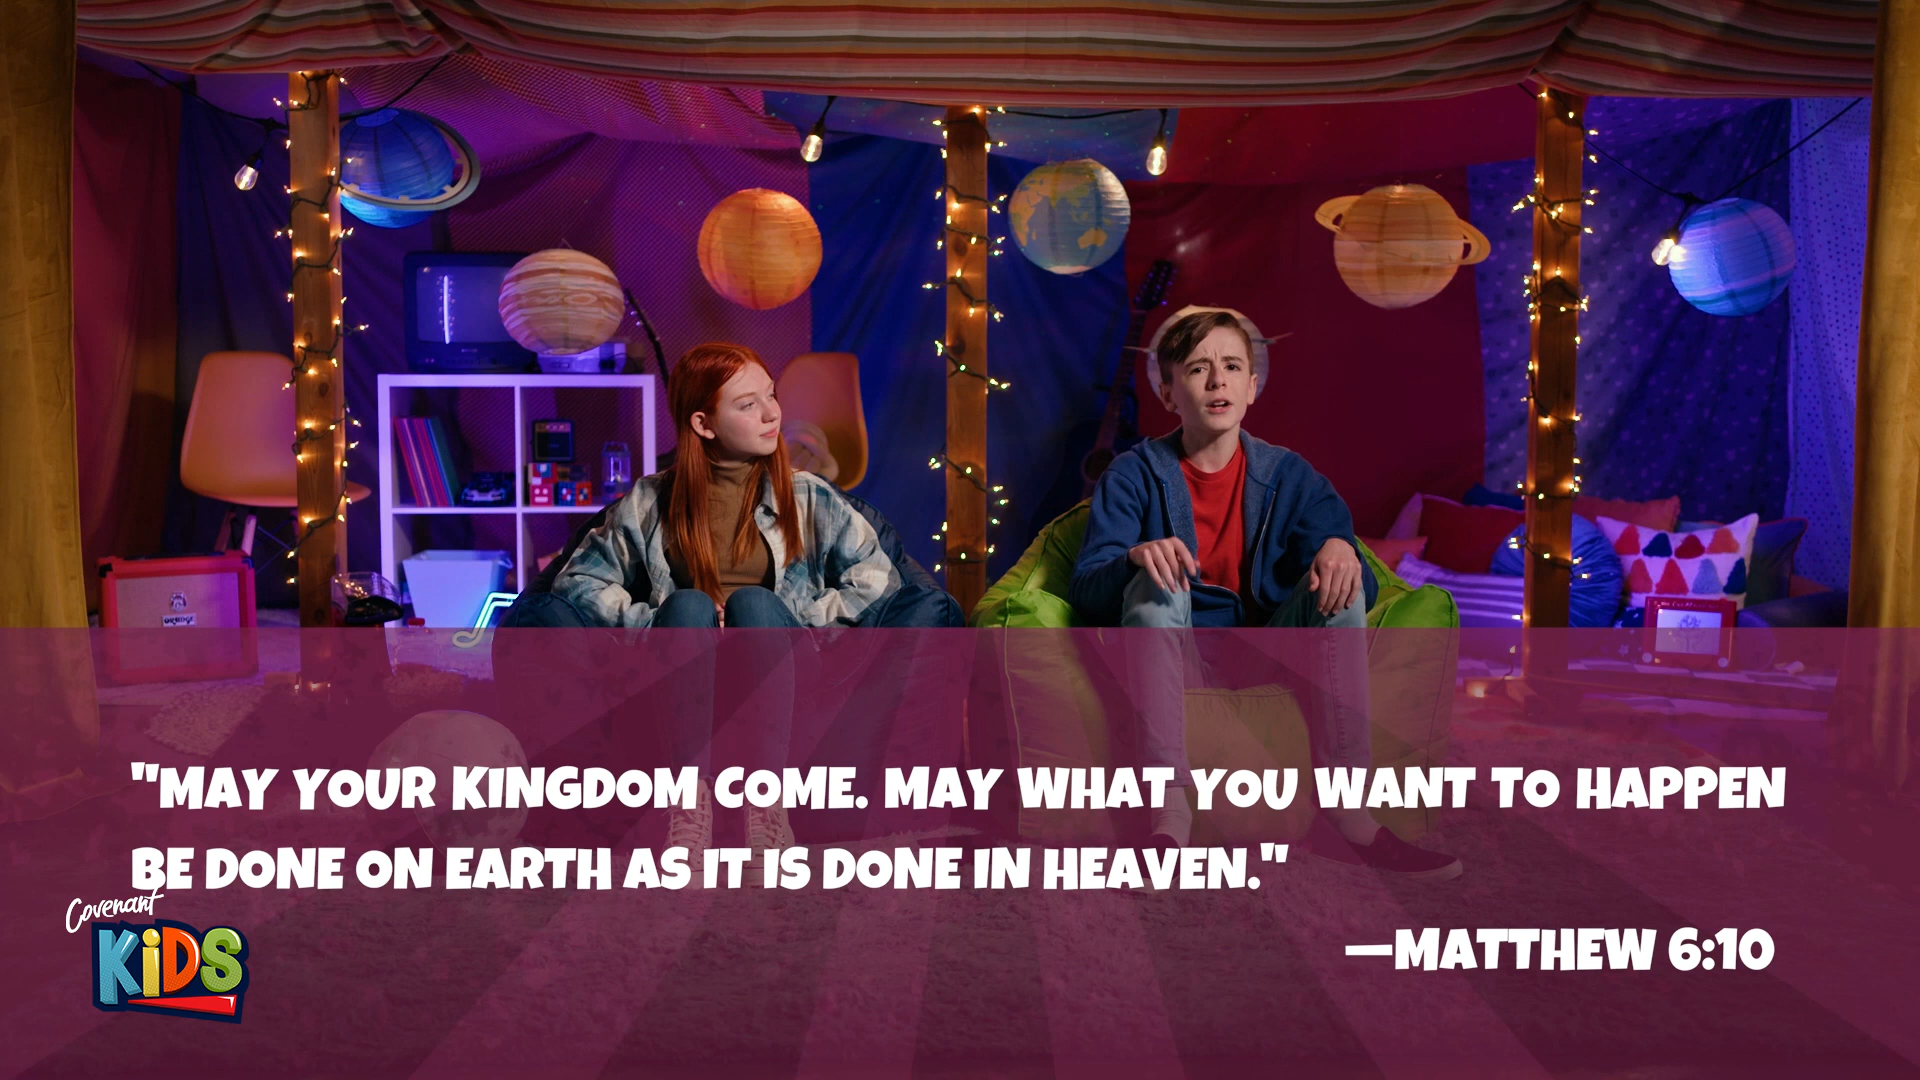 orange
"MAY YOUR KINGDOM COME. MAY WHAT YOU WANT TO HAPPEN
BE DONE ON EARTH AS IT IS DONE IN HEAVEN."
Covenant
KiDS
—MATTHEW 6:10